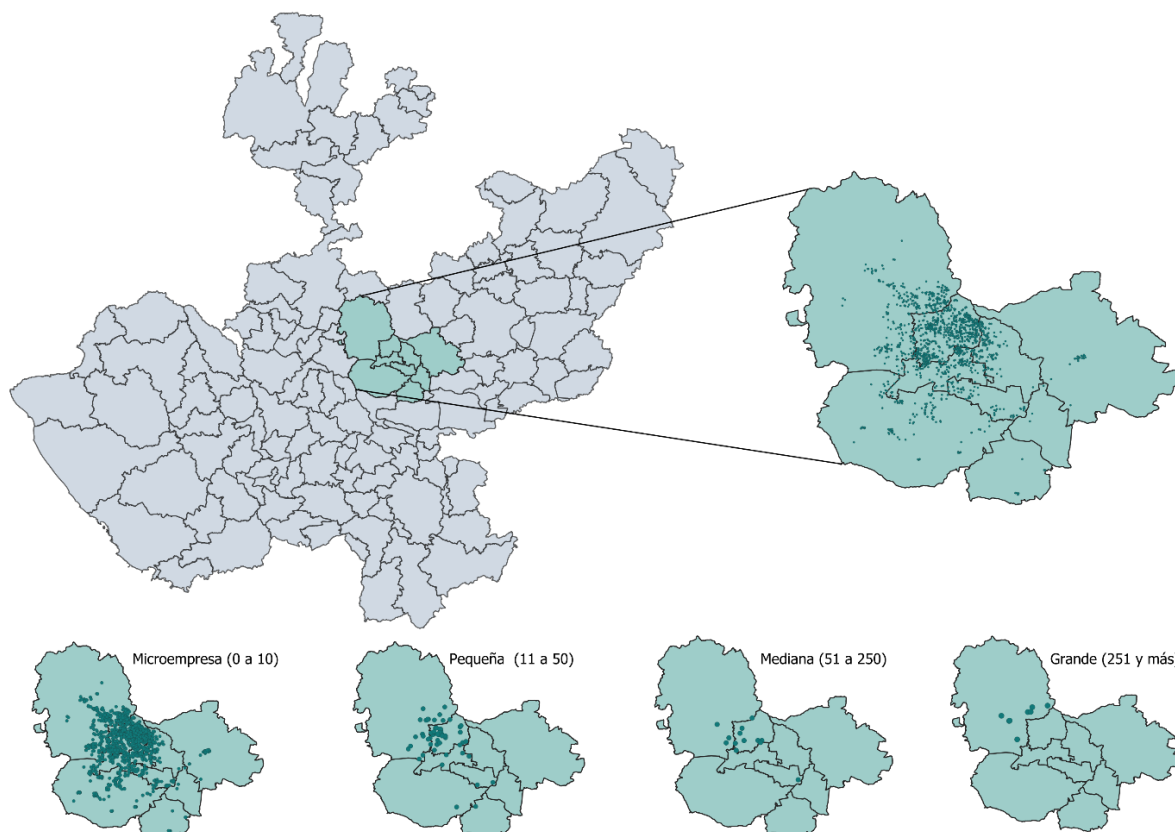 Microempresa (0 a 10)
Pequeña (11 a 50)
Mediana (51 a 250)
Grande (251 y más)